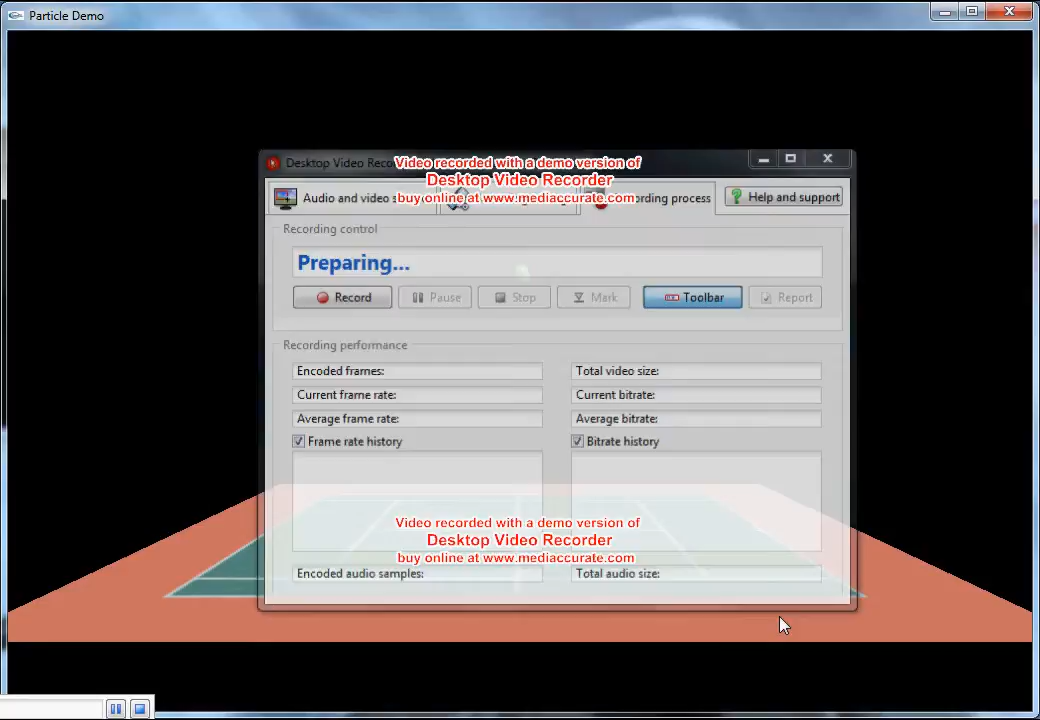 Particle Demo
Desktop Video Reco
Video recorded with a demo version of
Desktop Video Recorder
buy online at www.mediaccurate.com
Audio and video s
ording process
Help and support
Recording control
Preparing...
Record
Pause
Stop
Mark
Toolbar
Report
Recording performance
Encoded frames:
Total video size:
Current frame rate:
Current bitrate:
Average frame rate:
Average bitrate:
Frame rate history
Bitrate history
Video recorded with a demo version of
Desktop Video Recorder
buy online at www.mediaccurate.com
Encoded audio samples:
Total audio size: